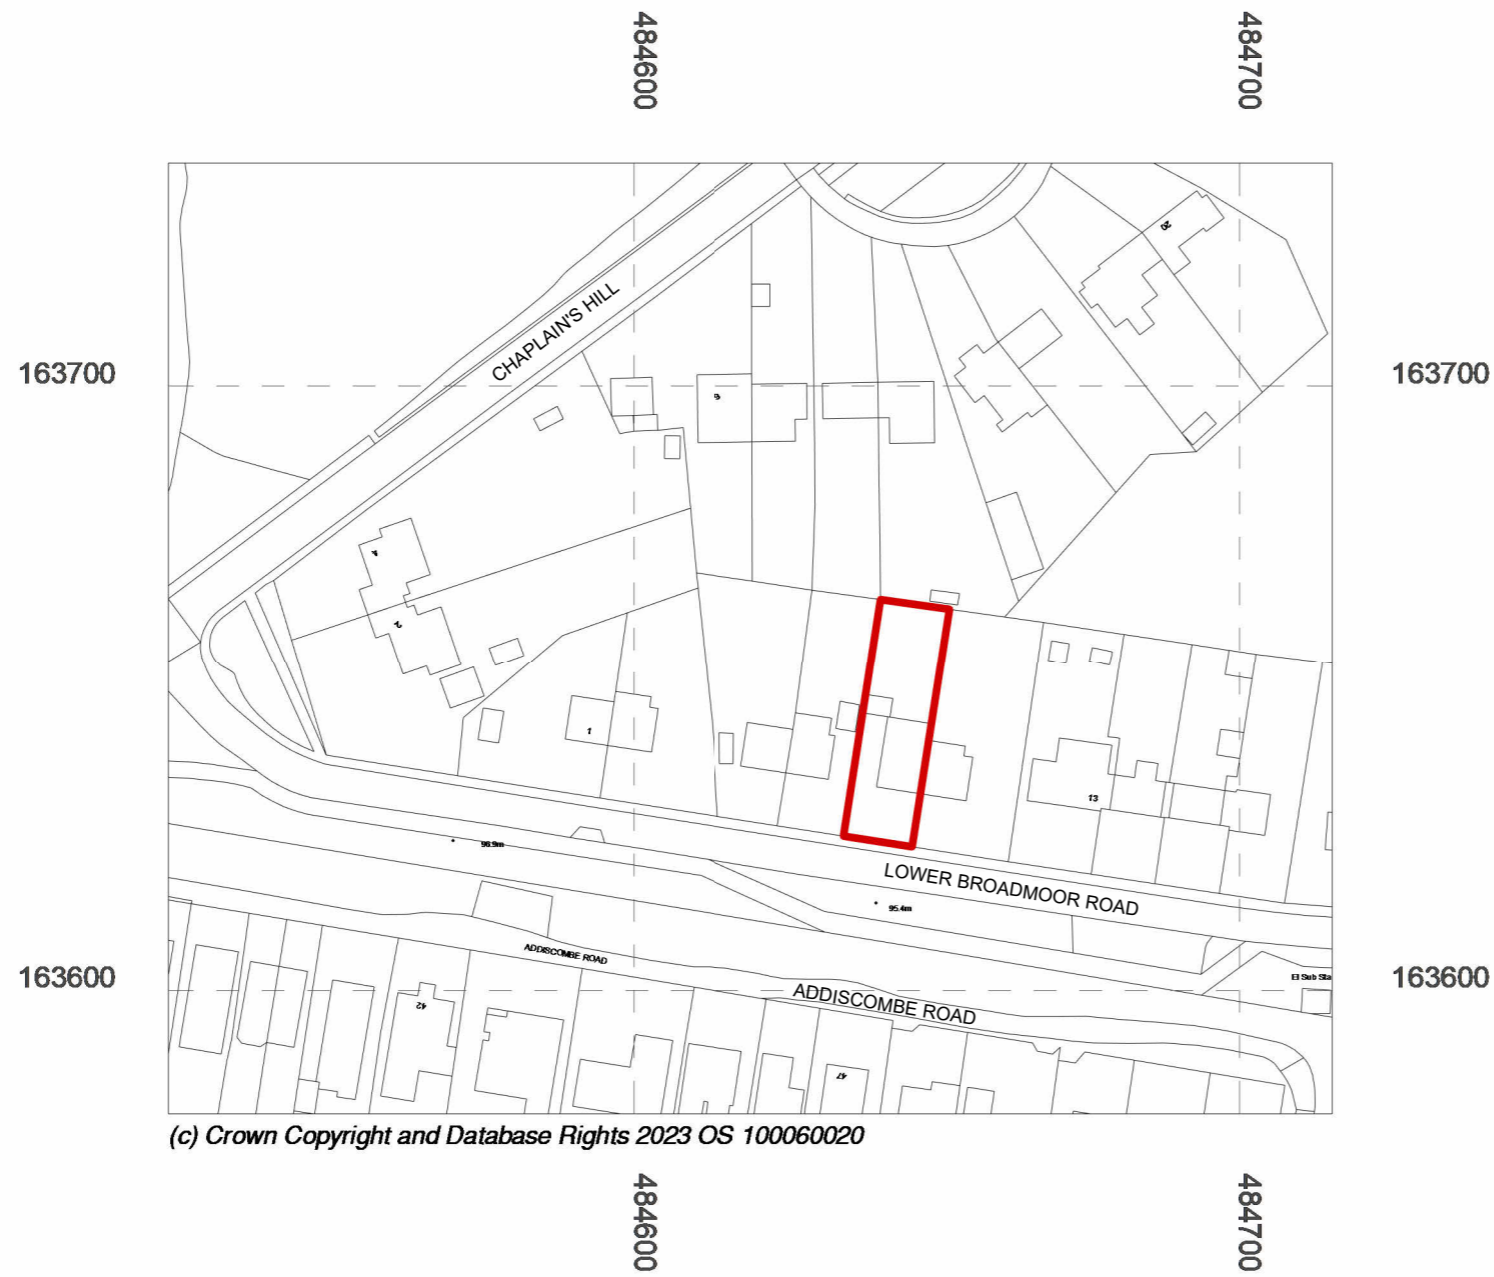 484600
484700
20
CHAPLAIN'S HILL
163700
163700
4
2
1
13
96.9m
LOWER BROADMOOR ROAD
95.4m
ADDISCOMBE ROAD
163600
163600
El Sub Sta
ADDISCOMBE ROAD
42
47
(c) Crown Copyright and Database Rights 2023 OS 100060020
484600
484700